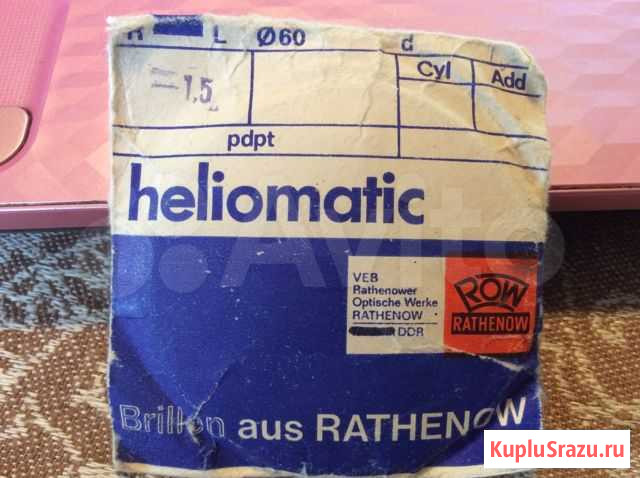 R L Ø60 d
Cyl Add
- 1,5
pdpt
heliomatic
VEB
Rathenower
Optische Werke
RATHENOW
DDR
ROW
RATHENOW
Brillen aus RATHENOW
Avito
KupluSrazu.ru